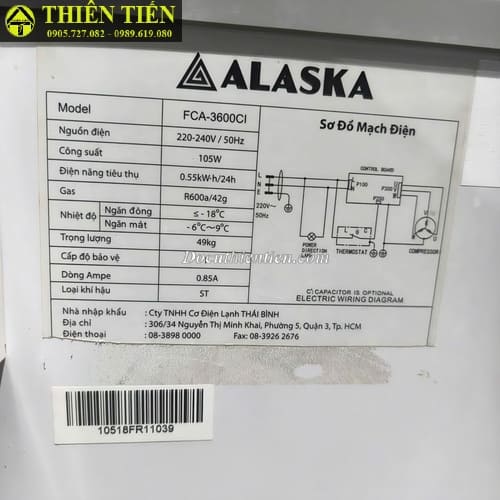 THIÊN TIẾN
0905.727.082 - 0989.619.080
ALASKA
Model FCA-3600CI
Nguồn điện 220-240V / 50Hz
Công suất 105W
Điện năng tiêu thụ 0.55kW·h/24h
Gas R600a/42g
Nhiệt độ Ngăn đông ≤ - 18°C
Ngăn mát -6°C~9°C
Trọng lượng 49kg
Cấp độ bảo vệ
Dòng Ampe 0.85A
Loại khí hậu ST
Sơ Đồ Mạch Điện
CONTROL BOARD
L
N
E
220V~
50Hz
P100
P300
P200
POWER
DIRECTION
LAMP
THERMOSTAT
COMPRESSOR
C: CAPACITOR IS OPTIONAL
ELECTRIC WIRING DIAGRAM
Nhà nhập khẩu : Cty TNHH Cơ Điện Lạnh THÁI BÌNH
Địa chỉ : 306/34 Nguyễn Thị Minh Khai, Phường 5, Quận 3, Tp. HCM
Điện thoại : 08-3898 0000 Fax: 08-3926 2676
10518FR11039